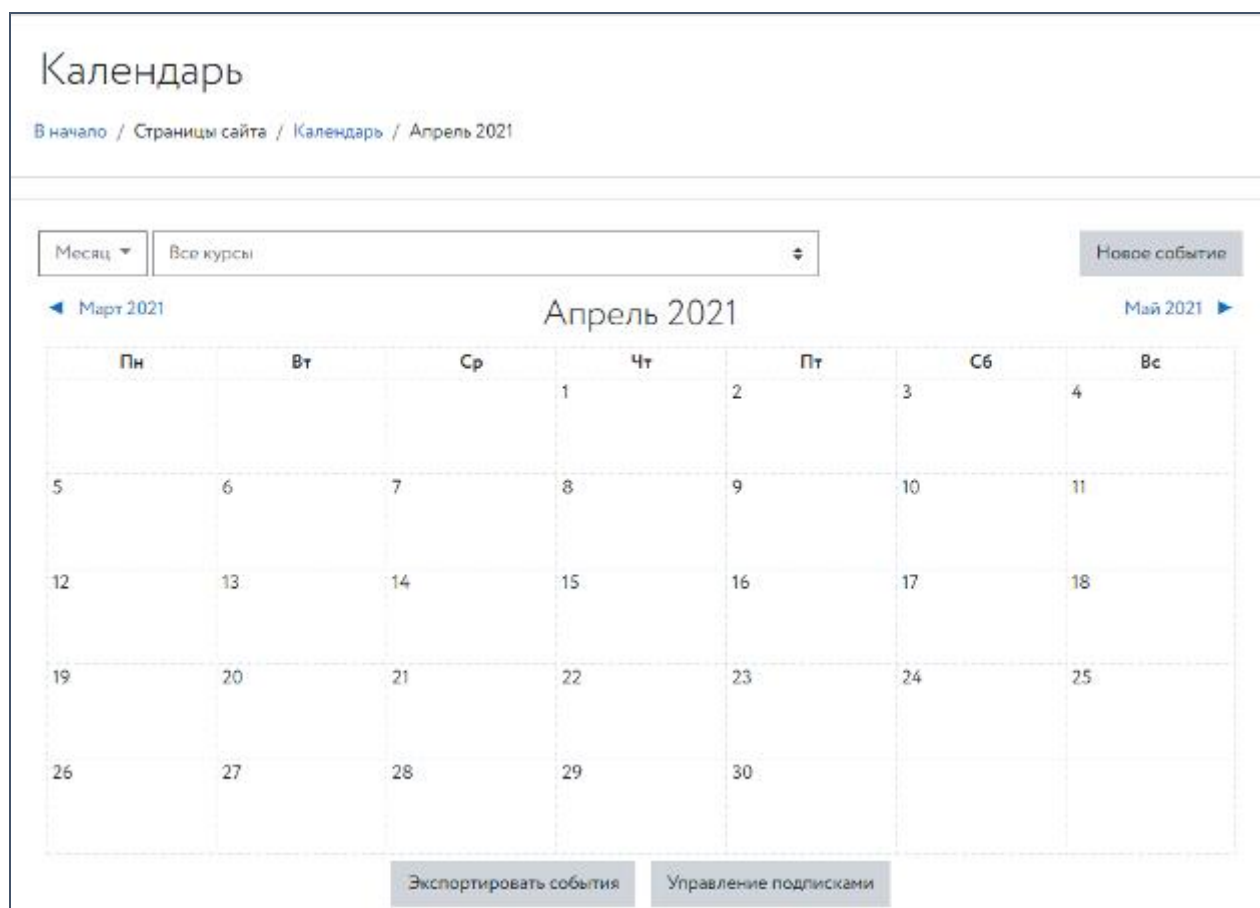 Календарь
В начало / Страницы сайта / Календарь / Апрель 2021
Месяц Все курсы Новое событие
Март 2021 Апрель 2021 Май 2021
Пн Вт Ср Чт Пт Сб Вс
1 2 3 4
5 6 7 8 9 10 11
12 13 14 15 16 17 18
19 20 21 22 23 24 25
26 27 28 29 30
Экспортировать события Управление подписками